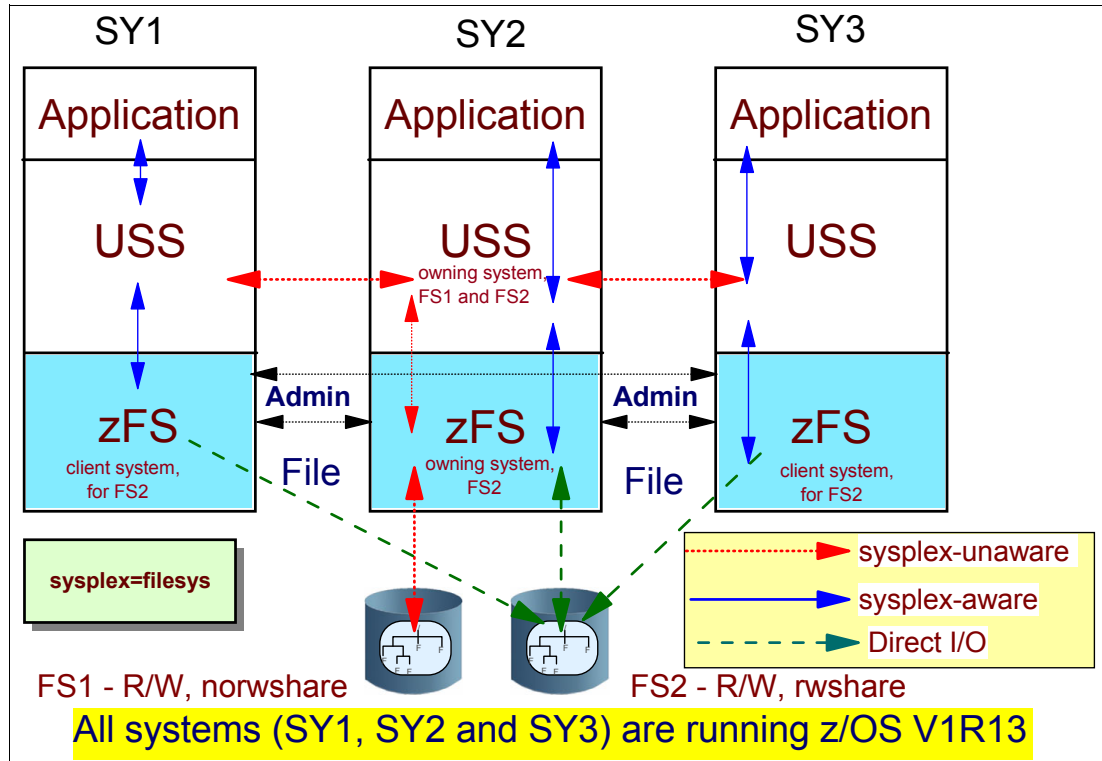 SY1
SY2
SY3
Application
Application
Application
USS
USS
USS
owning system,
FS1 and FS2
Admin
Admin
zFS
zFS
zFS
client system,
for FS2
owning system,
FS2
client system,
for FS2
File
File
sysplex=filesys
sysplex-unaware
sysplex-aware
Direct I/O
F
F
F
F
F
F
F
F
F
F
FS1 - R/W, norwshare
FS2 - R/W, rwshare
All systems (SY1, SY2 and SY3) are running z/OS V1R13